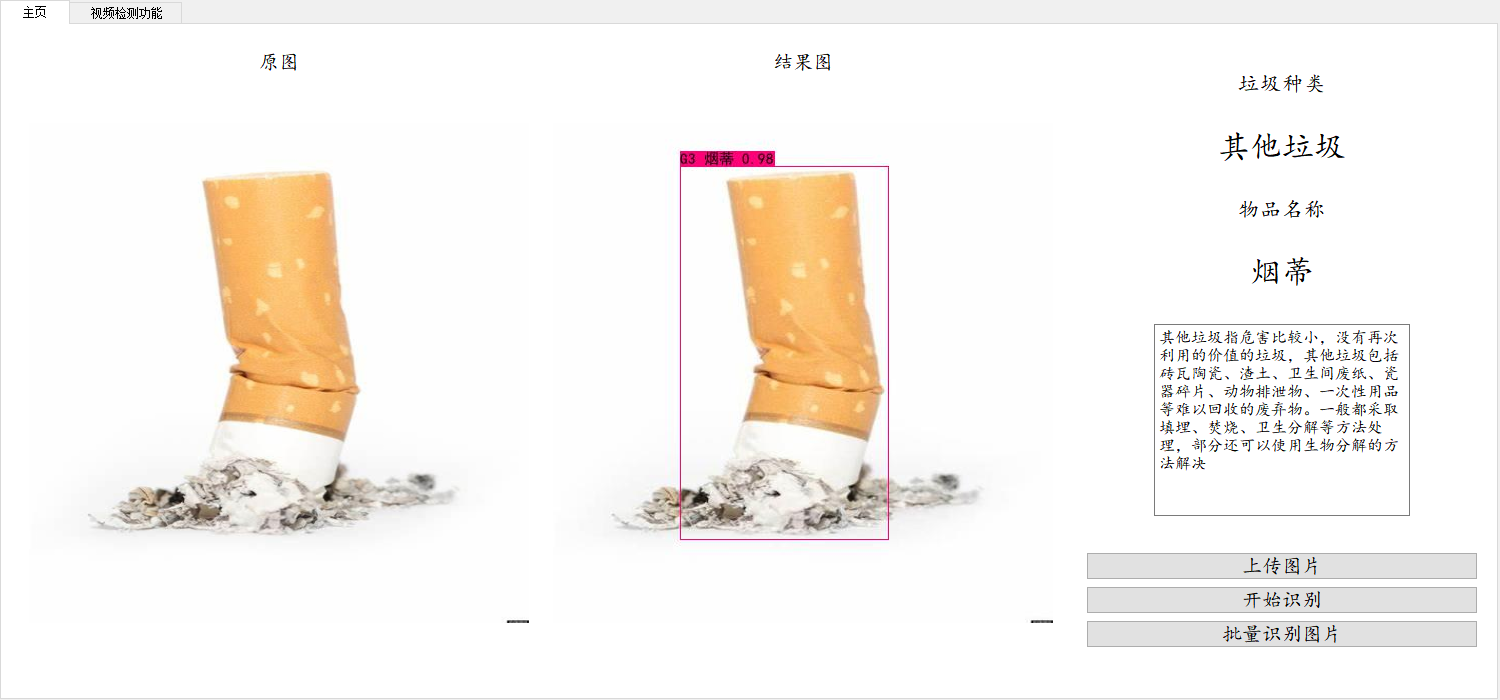 主页
视频检测功能
原图
结果图
G3 烟蒂 0.98
垃圾种类
其他垃圾
物品名称
烟蒂
其他垃圾指危害比较小，没有再次
利用的价值的垃圾，其他垃圾包括
砖瓦陶瓷、渣土、卫生间废纸、瓷
器碎片、动物排泄物、一次性用品
等难以回收的废弃物。一般都采取
填埋、焚烧、卫生分解等方法处
理，部分还可以使用生物分解的方
法解决
上传图片
开始识别
批量识别图片